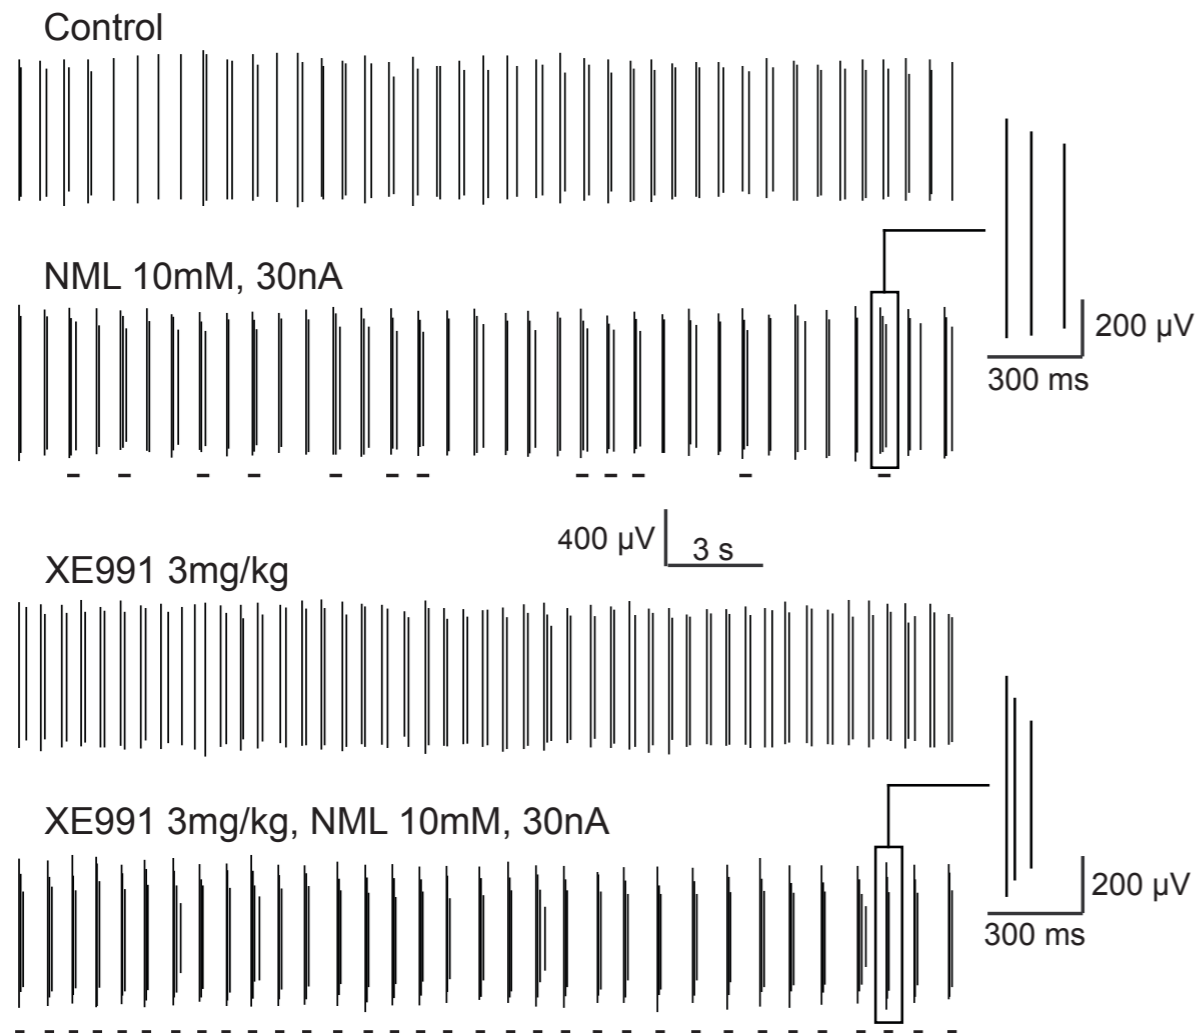 Control
NML 10mM, 30nA
200 µV
300 ms
400 µV
3 s
XE991 3mg/kg
XE991 3mg/kg, NML 10mM, 30nA
200 µV
300 ms